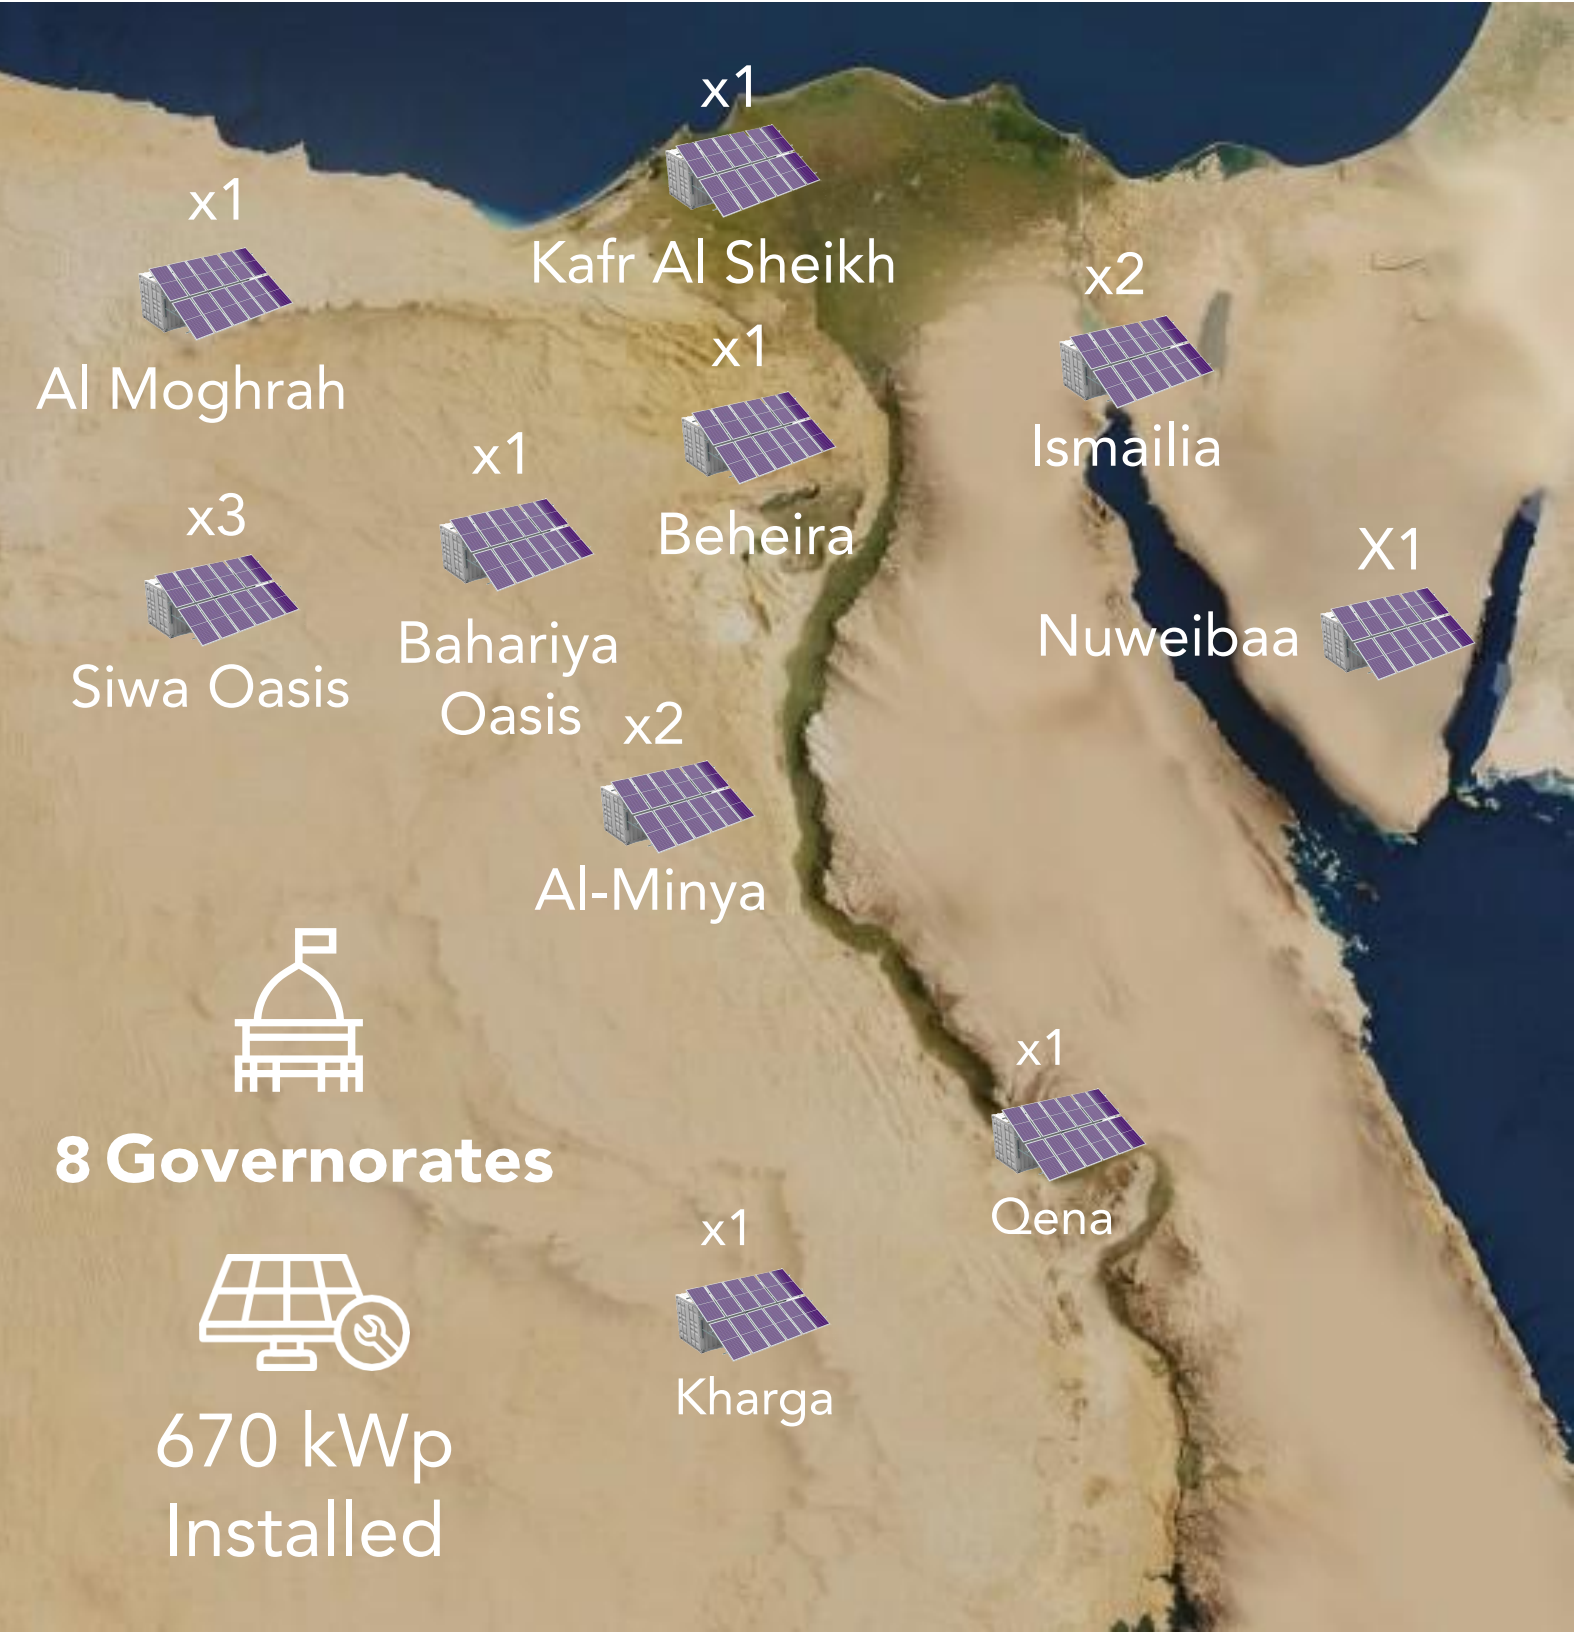 x1
Kafr Al Sheikh
x1
Al Moghrah
x2
Ismailia
x1
Beheira
x1
Bahariya
Oasis
x3
Siwa Oasis
X1
Nuweibaa
x2
Al-Minya
8 Governorates
x1
Qena
x1
Kharga
670 kWp
Installed